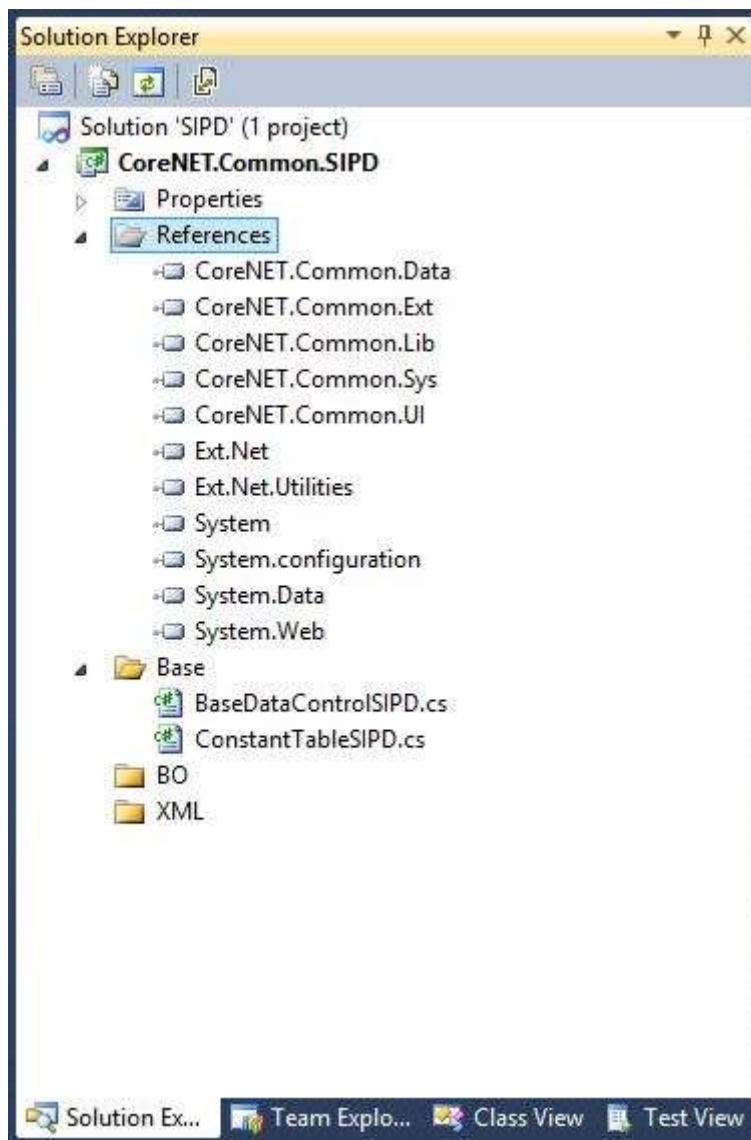 Solution Explorer
Solution 'SIPD' (1 project)
CoreNET.Common.SIPD
Properties
References
CoreNET.Common.Data
CoreNET.Common.Ext
CoreNET.Common.Lib
CoreNET.Common.Sys
CoreNET.Common.UI
Ext.Net
Ext.Net.Utilities
System
System.configuration
System.Data
System.Web
Base
BaseDataControlSIPD.cs
ConstantTableSIPD.cs
BO
XML
Solution Ex... Team Explo... Class View Test View